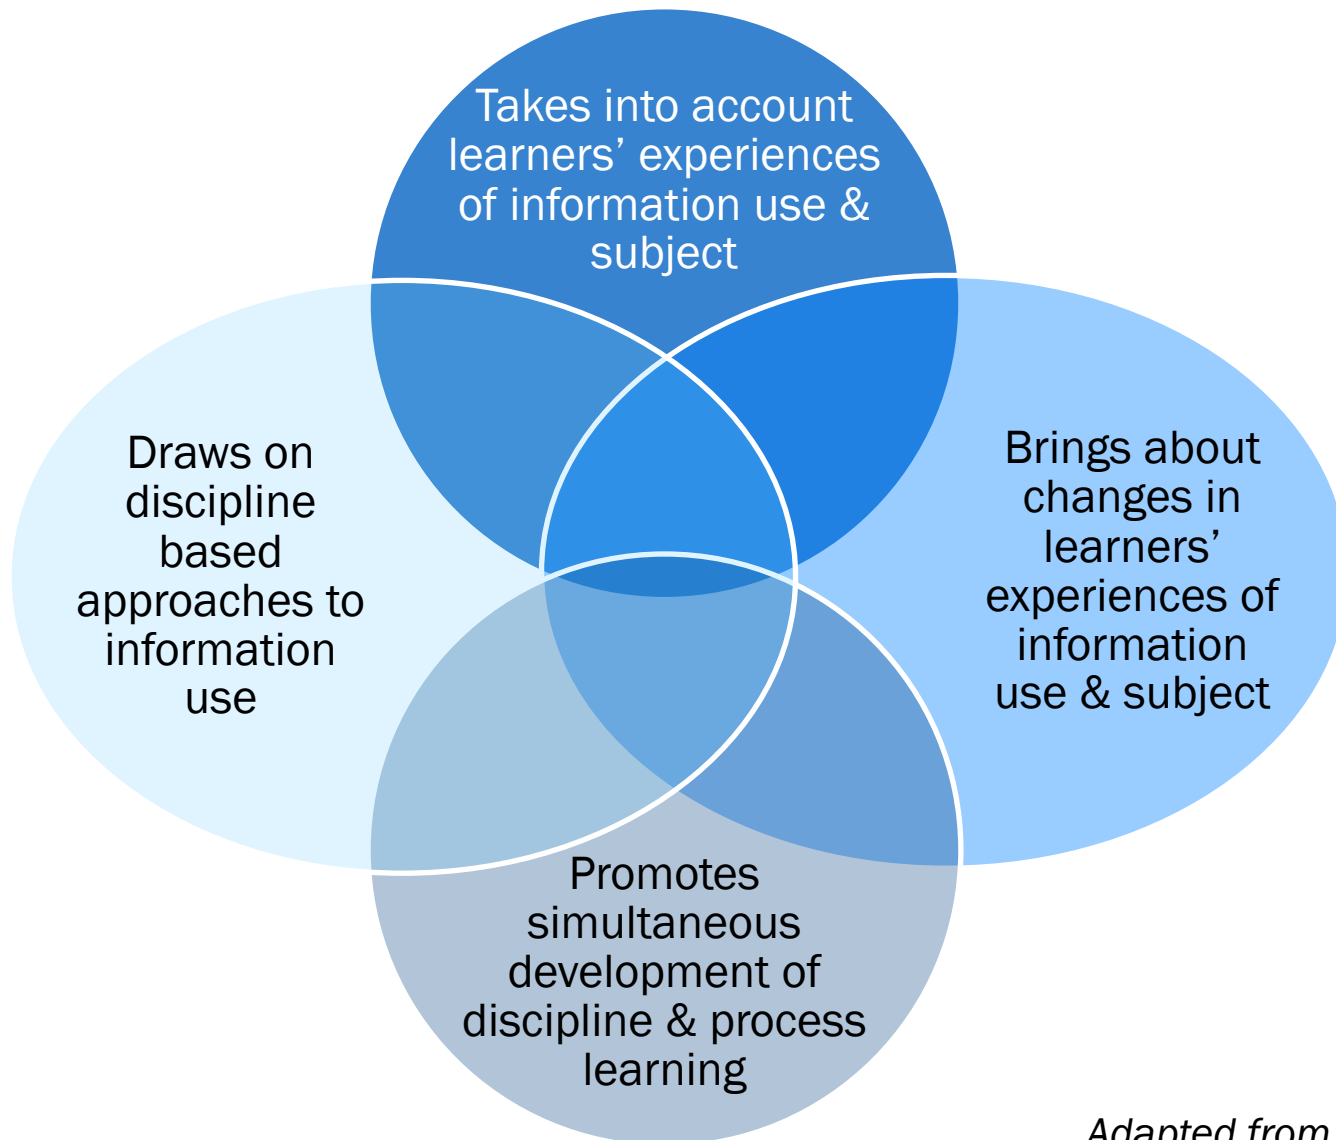 Takes into account
learners’ experiences
of information use &
subject
Draws on
discipline
based
approaches to
information
use
Brings about
changes in
learners’
experiences of
information
use & subject
Promotes
simultaneous
development of
discipline & process
learning
Adapted from